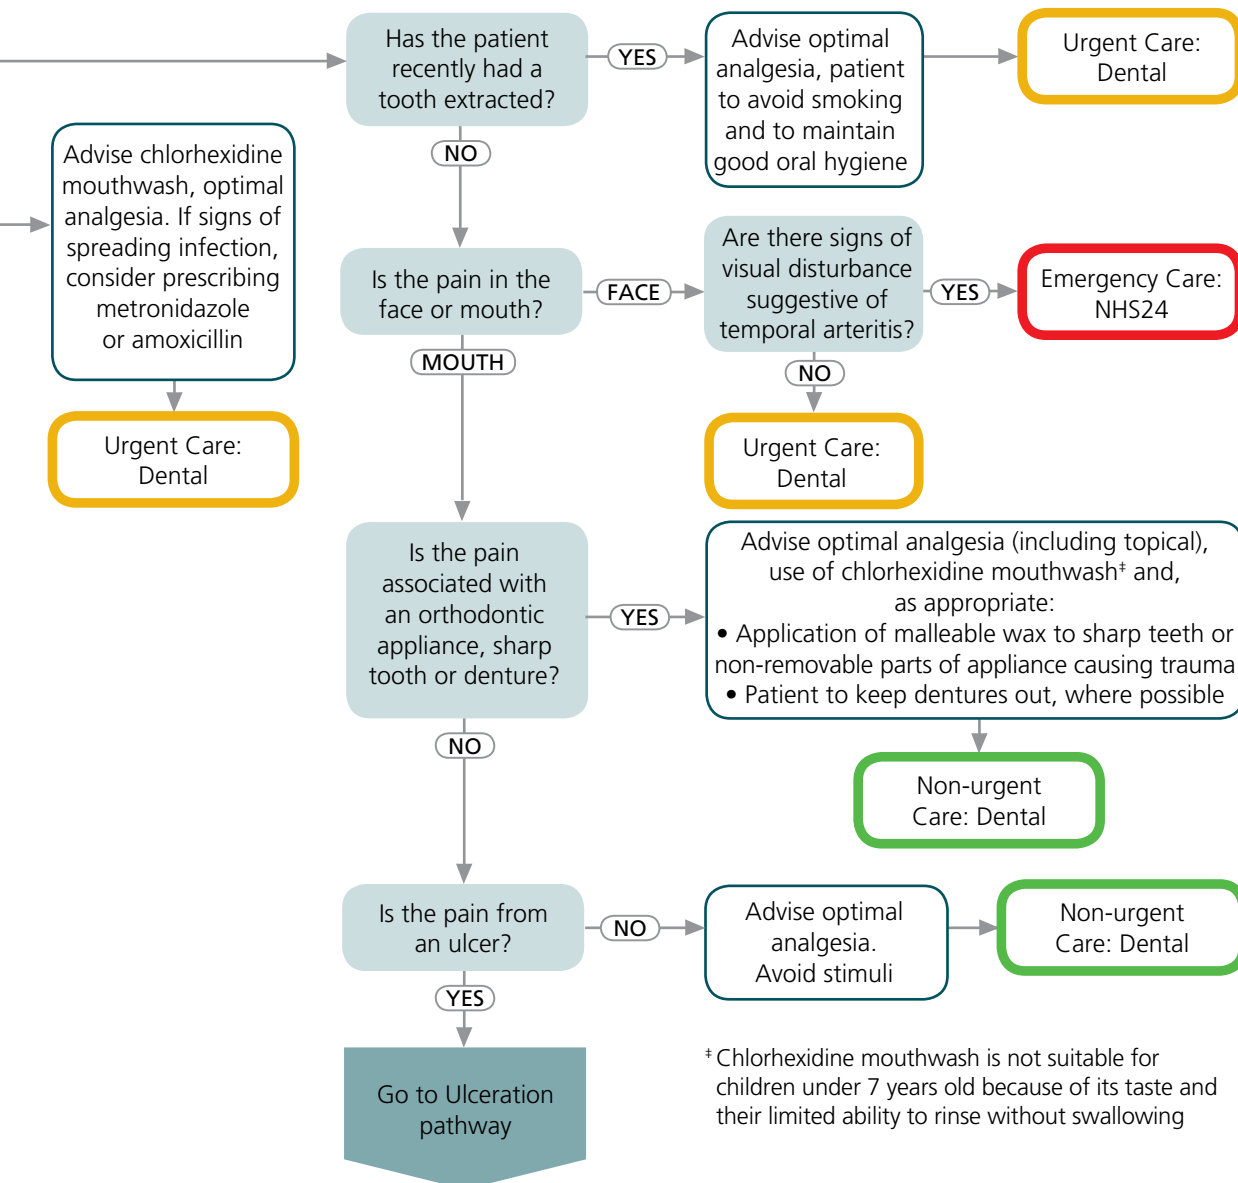 Has the patient
recently had a
tooth extracted?
YES
Advise optimal
analgesia, patient
to avoid smoking
and to maintain
good oral hygiene
Urgent Care:
Dental
NO
Advise chlorhexidine
mouthwash, optimal
analgesia. If signs of
spreading infection,
consider prescribing
metronidazole
or amoxicillin
Urgent Care:
Dental
Is the pain in the
face or mouth?
FACE
Are there signs of
visual disturbance
suggestive of
temporal arteritis?
YES
Emergency Care:
NHS24
NO
Urgent Care:
Dental
MOUTH
Is the pain
associated with
an orthodontic
appliance, sharp
tooth or denture?
YES
Advise optimal analgesia (including topical),
use of chlorhexidine mouthwash‡ and,
as appropriate:
• Application of malleable wax to sharp teeth or
non-removable parts of appliance causing trauma
• Patient to keep dentures out, where possible
Non-urgent
Care: Dental
NO
Is the pain from
an ulcer?
NO
Advise optimal
analgesia.
Avoid stimuli
Non-urgent
Care: Dental
YES
Go to Ulceration
pathway
‡ Chlorhexidine mouthwash is not suitable for
children under 7 years old because of its taste and
their limited ability to rinse without swallowing